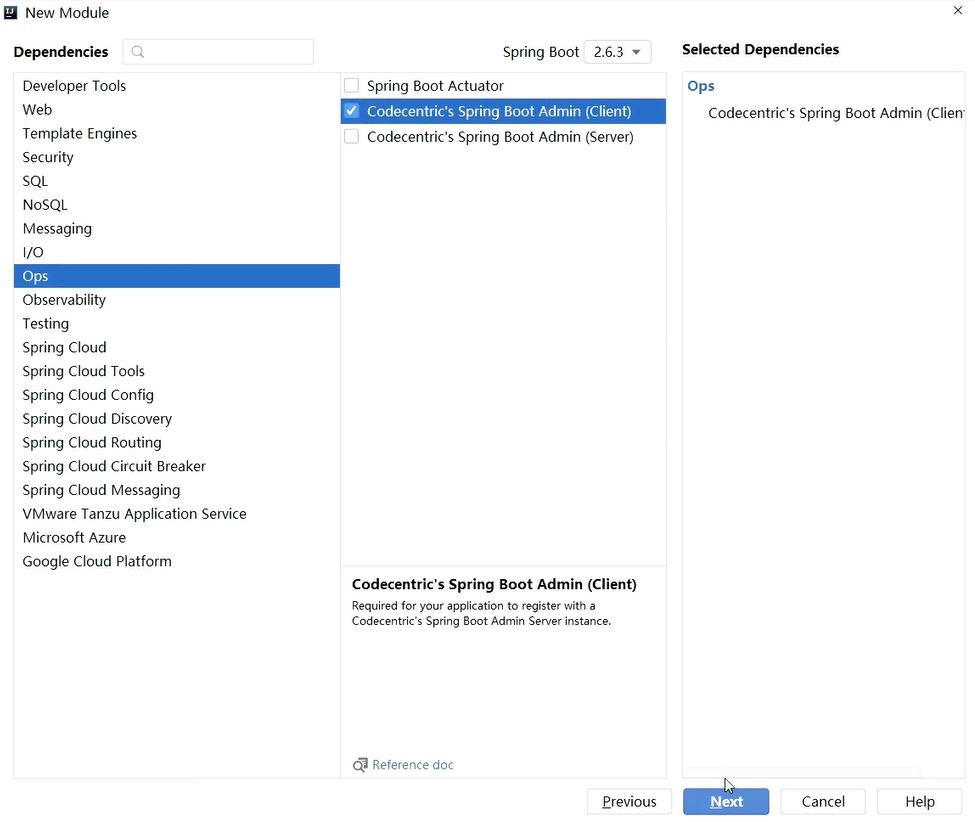 New Module
Dependencies
Spring Boot 2.6.3
Selected Dependencies
Developer Tools
Web
Template Engines
Security
SQL
NoSQL
Messaging
I/O
Ops
Observability
Testing
Spring Cloud
Spring Cloud Tools
Spring Cloud Config
Spring Cloud Discovery
Spring Cloud Routing
Spring Cloud Circuit Breaker
Spring Cloud Messaging
VMware Tanzu Application Service
Microsoft Azure
Google Cloud Platform
Spring Boot Actuator
Codecentric's Spring Boot Admin (Client)
Codecentric's Spring Boot Admin (Server)
Codecentric's Spring Boot Admin (Client)
Required for your application to register with a
Codecentric's Spring Boot Admin Server instance.
Reference doc
Ops
Codecentric's Spring Boot Admin (Clien
Previous
Next
Cancel
Help